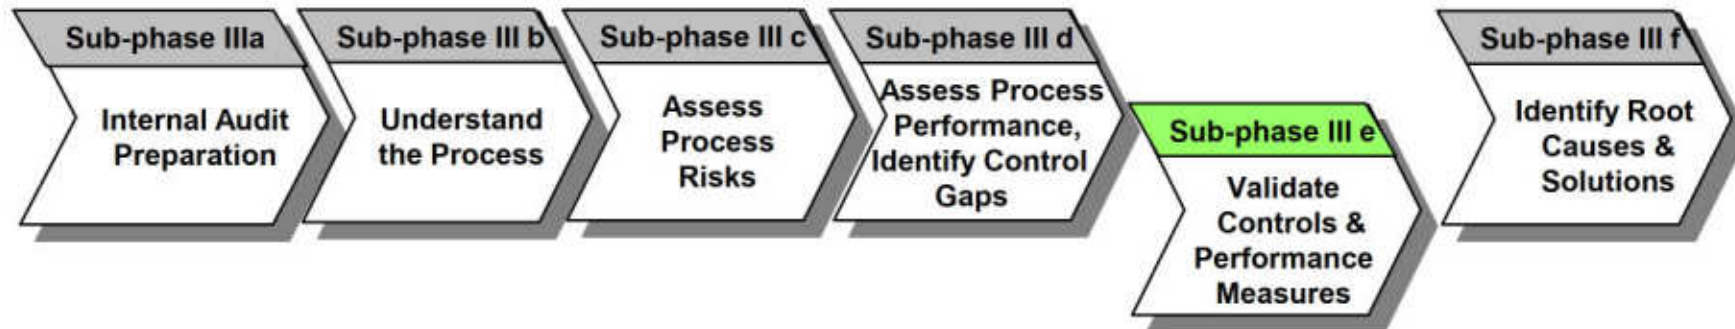 Sub-phase IIIa
Internal Audit
Preparation
Sub-phase III b
Understand
the Process
Sub-phase III c
Assess
Process
Risks
Sub-phase III d
Assess Process
Performance,
Identify Control
Gaps
Sub-phase III e
Validate
Controls &
Performance
Measures
Sub-phase III f
Identify Root
Causes &
Solutions